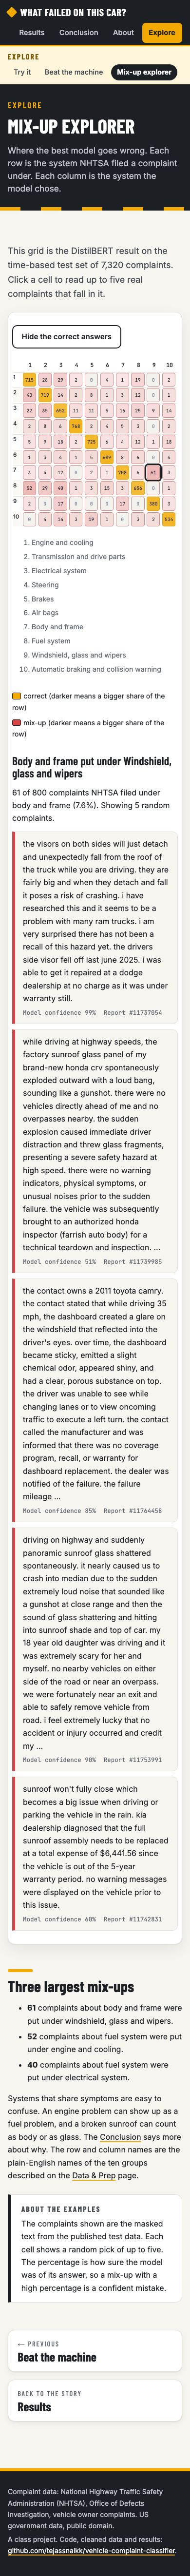 WHAT FAILED ON THIS CAR?
Results Conclusion About Explore
EXPLORE
Try it Beat the machine Mix-up explorer
EXPLORE
MIX-UP EXPLORER
Where the best model goes wrong. Each
row is the system NHTSA filed a complaint
under. Each column is the system the
model chose.
This grid is the DistilBERT result on the
time-based test set of 7,320 complaints.
Click a cell to read up to five real
complaints that fall in it.
Hide the correct answers
1 2 3 4 5 6 7 8 9 10
1
2
3
4
5
6
7
8
9
10
1. Engine and cooling
2. Transmission and drive parts
3. Electrical system
4. Steering
5. Brakes
6. Air bags
7. Body and frame
8. Fuel system
9. Windshield, glass and wipers
10. Automatic braking and collision warning
correct (darker means a bigger share of the
row)
mix-up (darker means a bigger share of the
row)
Body and frame put under Windshield,
glass and wipers
61 of 800 complaints NHTSA filed under
body and frame (7.6%). Showing 5 random
complaints.
the visors on both sides will just detach
and unexpectedly fall from the roof of
the truck while you are driving. they are
fairly big and when they detach and fall
it poses a risk of crashing. i have
researched this and it seems to be a
problem with many ram trucks. i am
very surprised there has not been a
recall of this hazard yet. the drivers
side visor fell off last june 2025. i was
able to get it repaired at a dodge
dealership at no charge as it was under
warranty still.
Model confidence 99% Report #11737054
while driving at highway speeds, the
factory sunroof glass panel of my
brand-new honda crv spontaneously
exploded outward with a loud bang,
sounding like a gunshot. there were no
vehicles directly ahead of me and no
overpasses nearby. the sudden
explosion caused immediate driver
distraction and threw glass fragments,
presenting a severe safety hazard at
high speed. there were no warning
indicators, physical symptoms, or
unusual noises prior to the sudden
failure. the vehicle was subsequently
brought to an authorized honda
inspector (farrish auto body) for a
technical teardown and inspection. ...
Model confidence 51% Report #11739985
the contact owns a 2011 toyota camry.
the contact stated that while driving 35
mph, the dashboard created a glare on
the windshield that reflected into the
driver's eyes. over time, the dashboard
became sticky, emitted a slight
chemical odor, appeared shiny, and
had a clear, porous substance on top.
the driver was unable to see while
changing lanes or to view oncoming
traffic to execute a left turn. the contact
called the manufacturer and was
informed that there was no coverage
program, recall, or warranty for
dashboard replacement. the dealer was
notified of the failure. the failure
mileage ...
Model confidence 85% Report #11764458
driving on highway and suddenly
panoramic sunroof glass shattered
spontaneously. it nearly caused us to
crash into median due to the sudden
extremely loud noise that sounded like
a gunshot at close range and then the
sound of glass shattering and hitting
into sunroof shade and top of car. my
18 year old daughter was driving and it
was extremely scary for her and
myself. no nearby vehicles on either
side of the road or near an overpass.
we were fortunately near an exit and
able to safely remove vehicle from
road. i feel extremely lucky that no
accident or injury occurred and credit
my ...
Model confidence 90% Report #11753991
sunroof won't fully close which
becomes a big issue when driving or
parking the vehicle in the rain. kia
dealership diagnosed that the full
sunroof assembly needs to be replaced
at a total expense of $6,441.56 since
the vehicle is out of the 5-year
warranty period. no warning messages
were displayed on the vehicle prior to
this issue.
Model confidence 60% Report #11742831
Three largest mix-ups
61 complaints about body and frame were
put under windshield, glass and wipers.
52 complaints about fuel system were put
under engine and cooling.
40 complaints about fuel system were
put under electrical system.
Systems that share symptoms are easy to
confuse. An engine problem can show up as a
fuel problem, and a broken sunroof can count
as body or as glass. The Conclusion says more
about why. The row and column names are the
plain-English names of the ten groups
described on the Data & Prep page.
ABOUT THE EXAMPLES
The complaints shown are the masked
text from the published test data. Each
cell shows a random pick of up to five.
The percentage is how sure the model
was of its answer, so a mix-up with a
high percentage is a confident mistake.
← PREVIOUS
Beat the machine
BACK TO THE STORY
Results
Complaint data: National Highway Traffic Safety
Administration (NHTSA), Office of Defects
Investigation, vehicle owner complaints. US
government data, public domain.
A class project. Code, cleaned data and results:
github.com/tejassnaikk/vehicle-complaint-classifier.